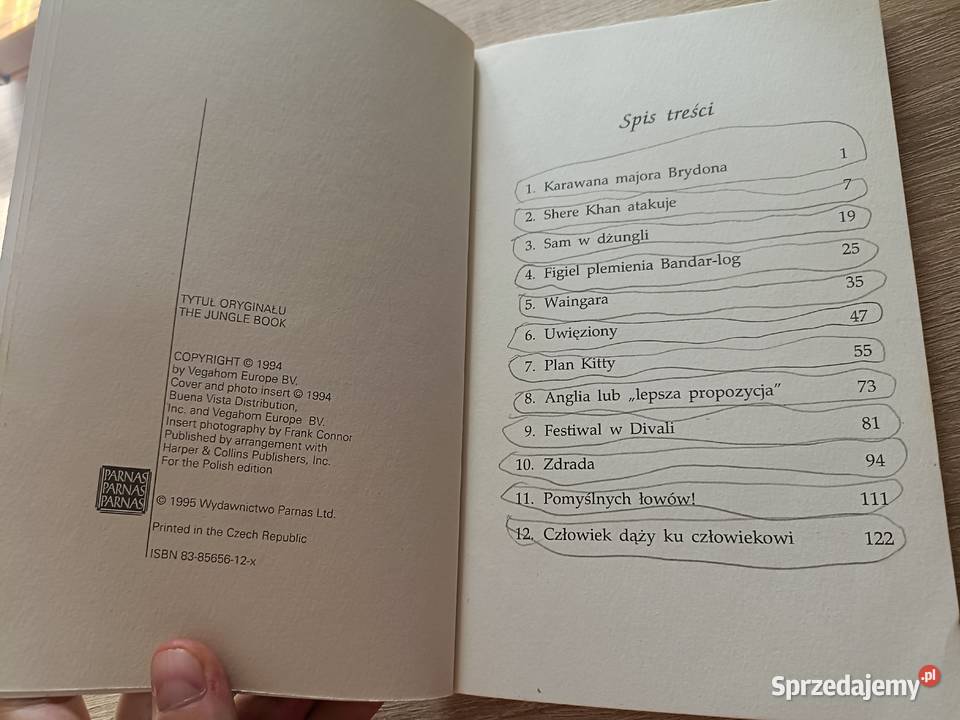 TYTUŁ ORYGINAŁU
THE JUNGLE BOOK
COPYRIGHT © 1994
by Vegahom Europe BV.
Cover and photo insert © 1994
Buena Vista Distribution,
Inc. and Vegahom Europe BV.
Insert photography by Frank Connor
Published by arrangement with
Harper & Collins Publishers, Inc.
For the Polish edition
PARNAS
PARNAS
PARNAS
© 1995 Wydawnictwo Parnas Ltd.
Printed in the Czech Republic
ISBN 83-85656-12-x
Spis treści
1. Karawana majora Brydona 1
2. Shere Khan atakuje 7
3. Sam w dżungli 19
4. Figiel plemienia Bandar-log 25
5. Waingara 35
6. Uwięziony 47
7. Plan Kitty 55
8. Anglia lub „lepsza propozycja” 73
9. Festiwal w Divali 81
10. Zdrada 94
11. Pomyślnych łowów! 111
12. Człowiek dąży ku człowiekowi 122
Sprzedajemy.pl